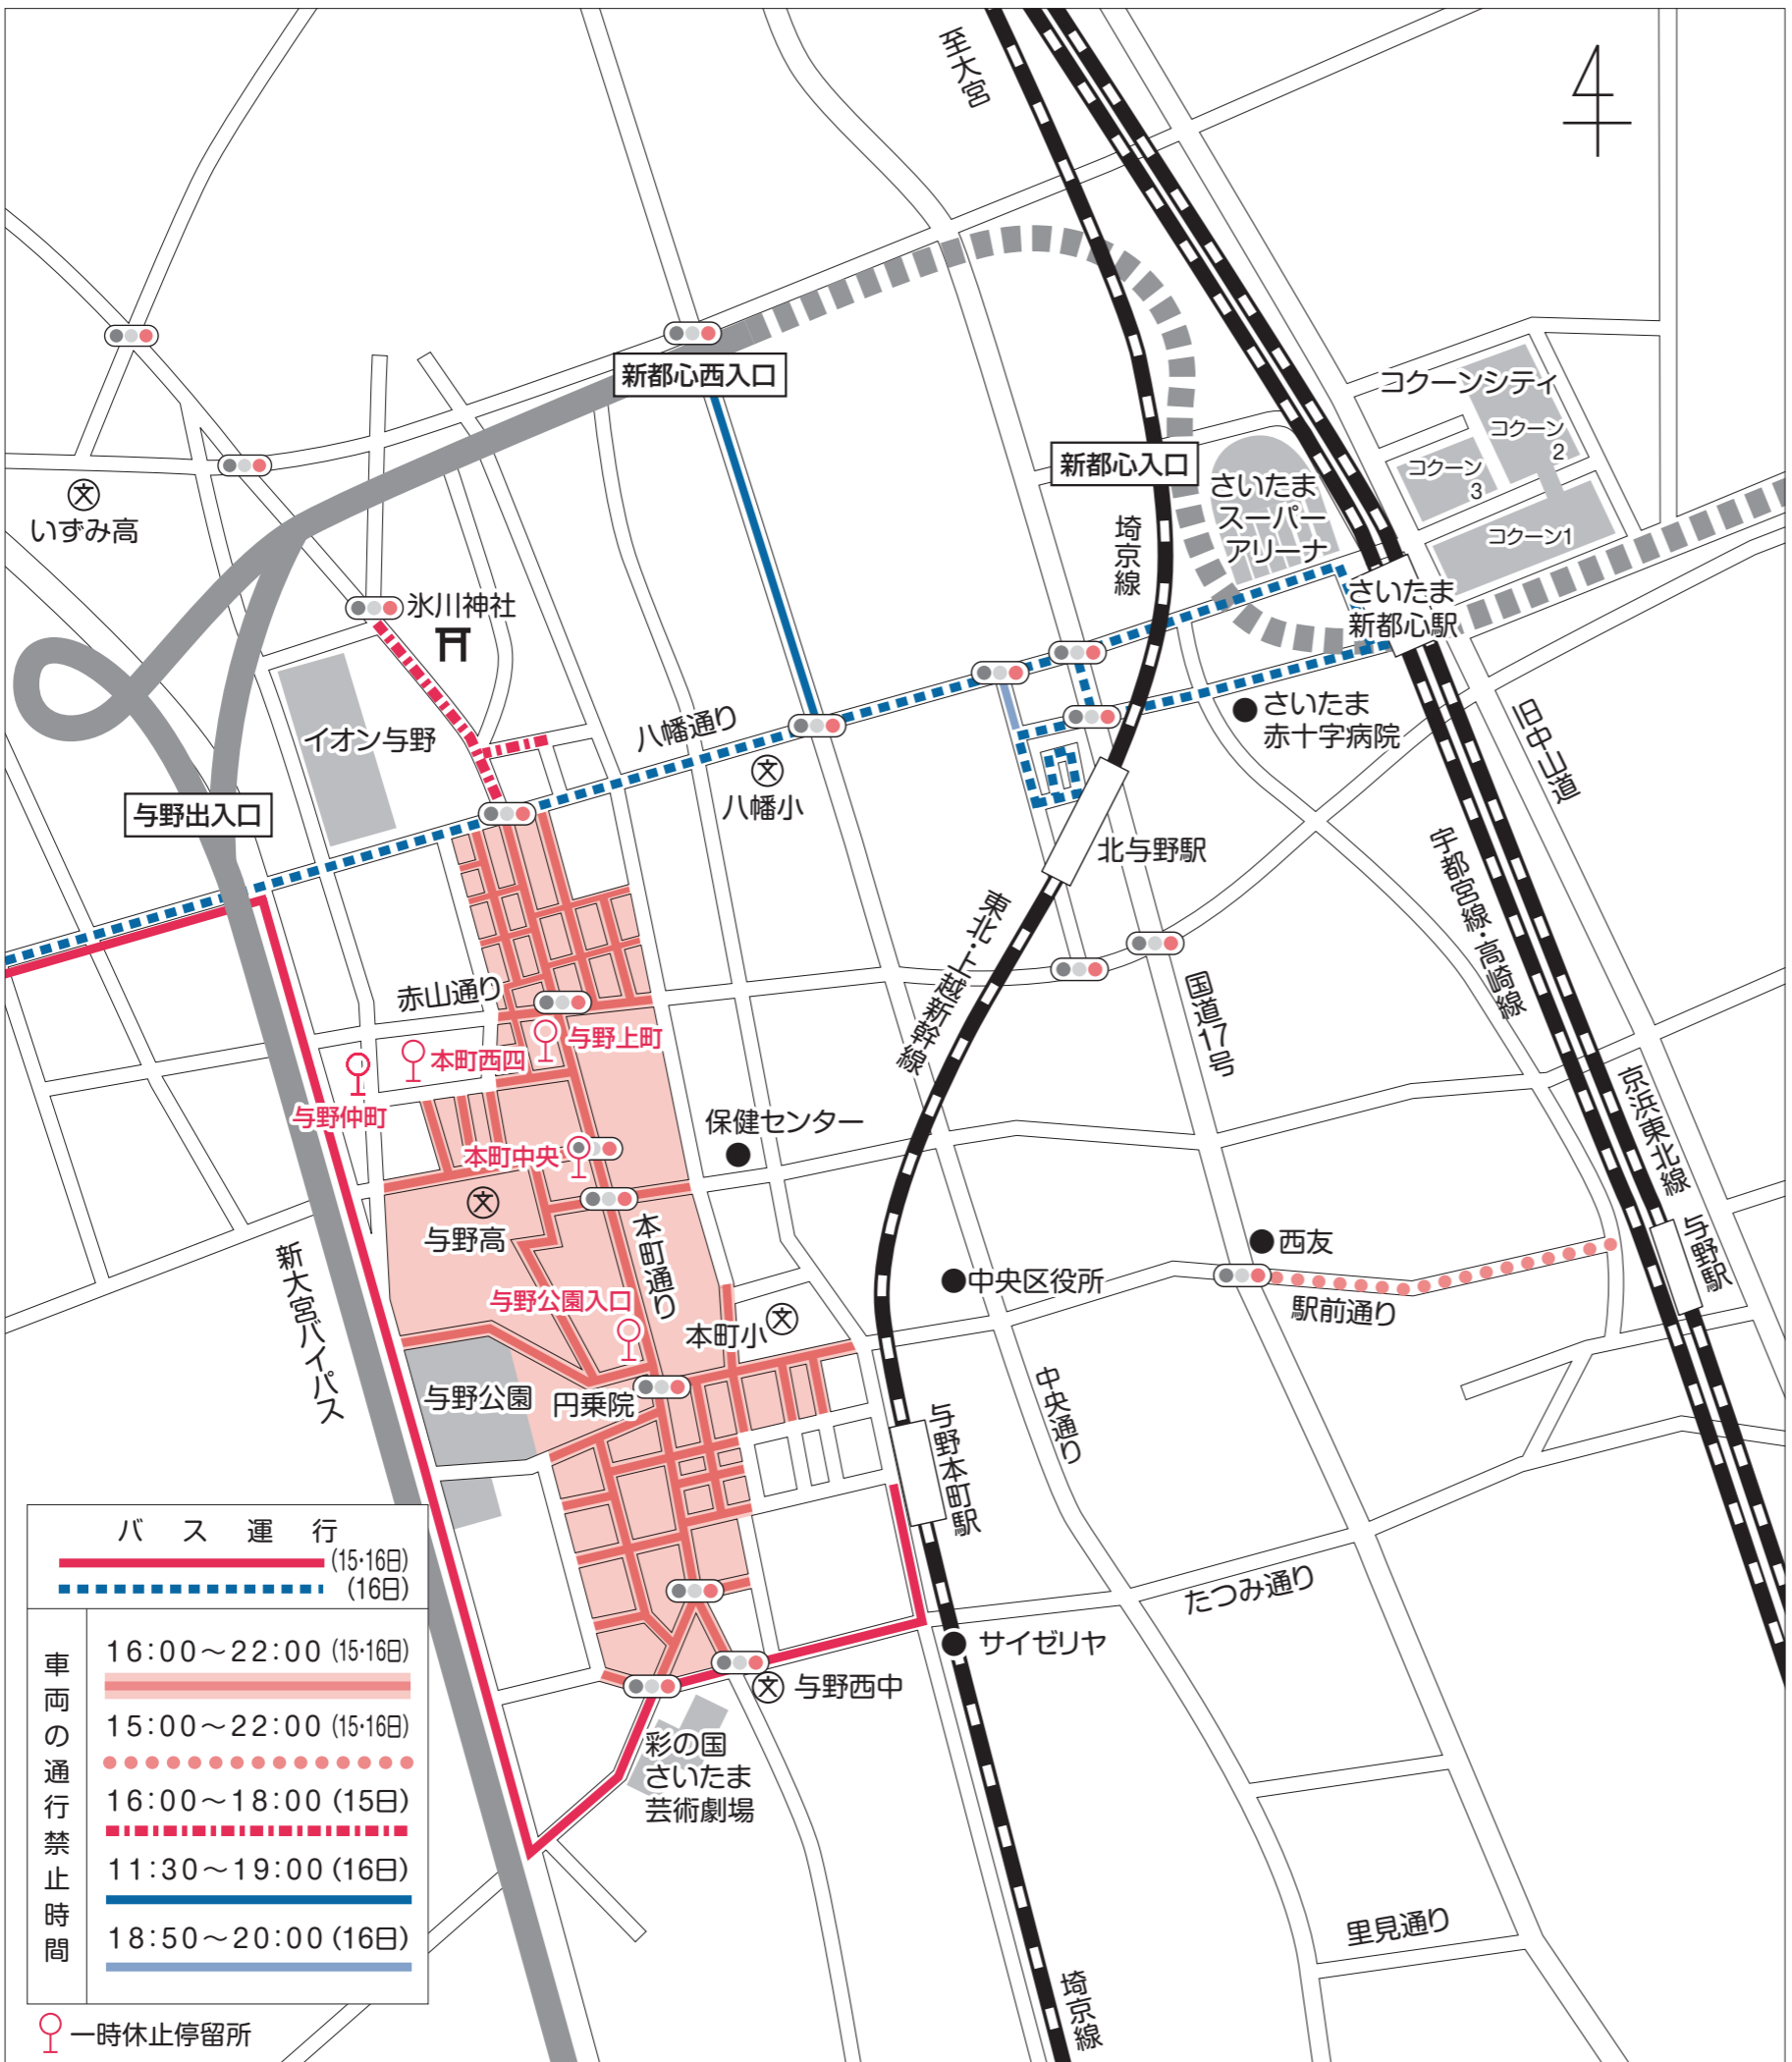 至大宮
新都心西入口
コクーンシティ
コクーン
2
コクーン
3
コクーン1
新都心入口
さいたま
スーパー
アリーナ
埼京線
いずみ高
氷川神社
さいたま
新都心駅
イオン与野
八幡通り
さいたま
赤十字病院
旧中山道
八幡小
与野出入口
北与野駅
宇都宮線・高崎線
東北・上越新幹線
赤山通り
国道17号
与野上町
本町西四
与野仲町
京浜東北線
保健センター
本町中央
与野高
本町通り
西友
与野駅
新大宮バイパス
中央区役所
与野公園入口
本町小
駅前通り
与野公園
円乗院
中央通り
与野本町駅
たつみ通り
サイゼリヤ
与野西中
彩の国
さいたま
芸術劇場
里見通り
埼京線
バス運行
(15・16日)
(16日)
車両の通行禁止時間
16:00～22:00 (15・16日)
15:00～22:00 (15・16日)
16:00～18:00 (15日)
11:30～19:00 (16日)
18:50～20:00 (16日)
一時休止停留所